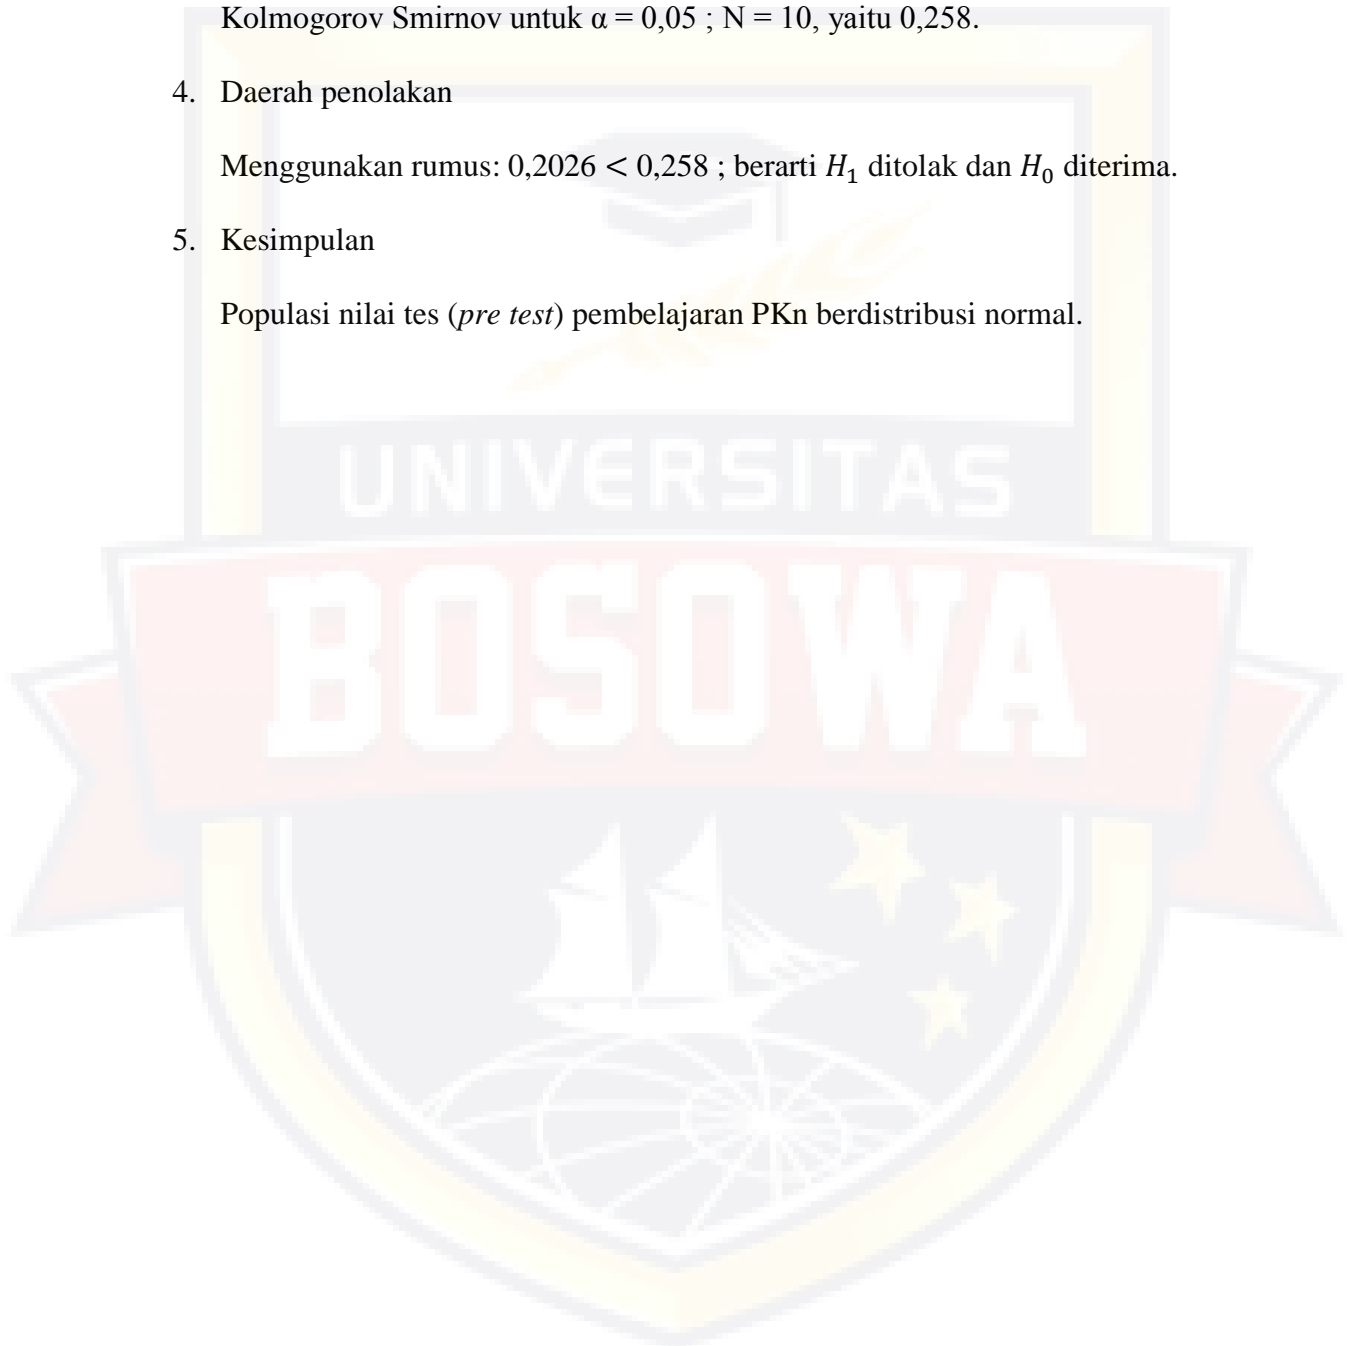 Kolmogorov Smirnov untuk α = 0,05 ; N = 10, yaitu 0,258.
4. Daerah penolakan
Menggunakan rumus: 0,2026 < 0,258 ; berarti H₁ ditolak dan H₀ diterima.
5. Kesimpulan
Populasi nilai tes (pre test) pembelajaran PKn berdistribusi normal.
UNIVERSITAS
BOSOWA